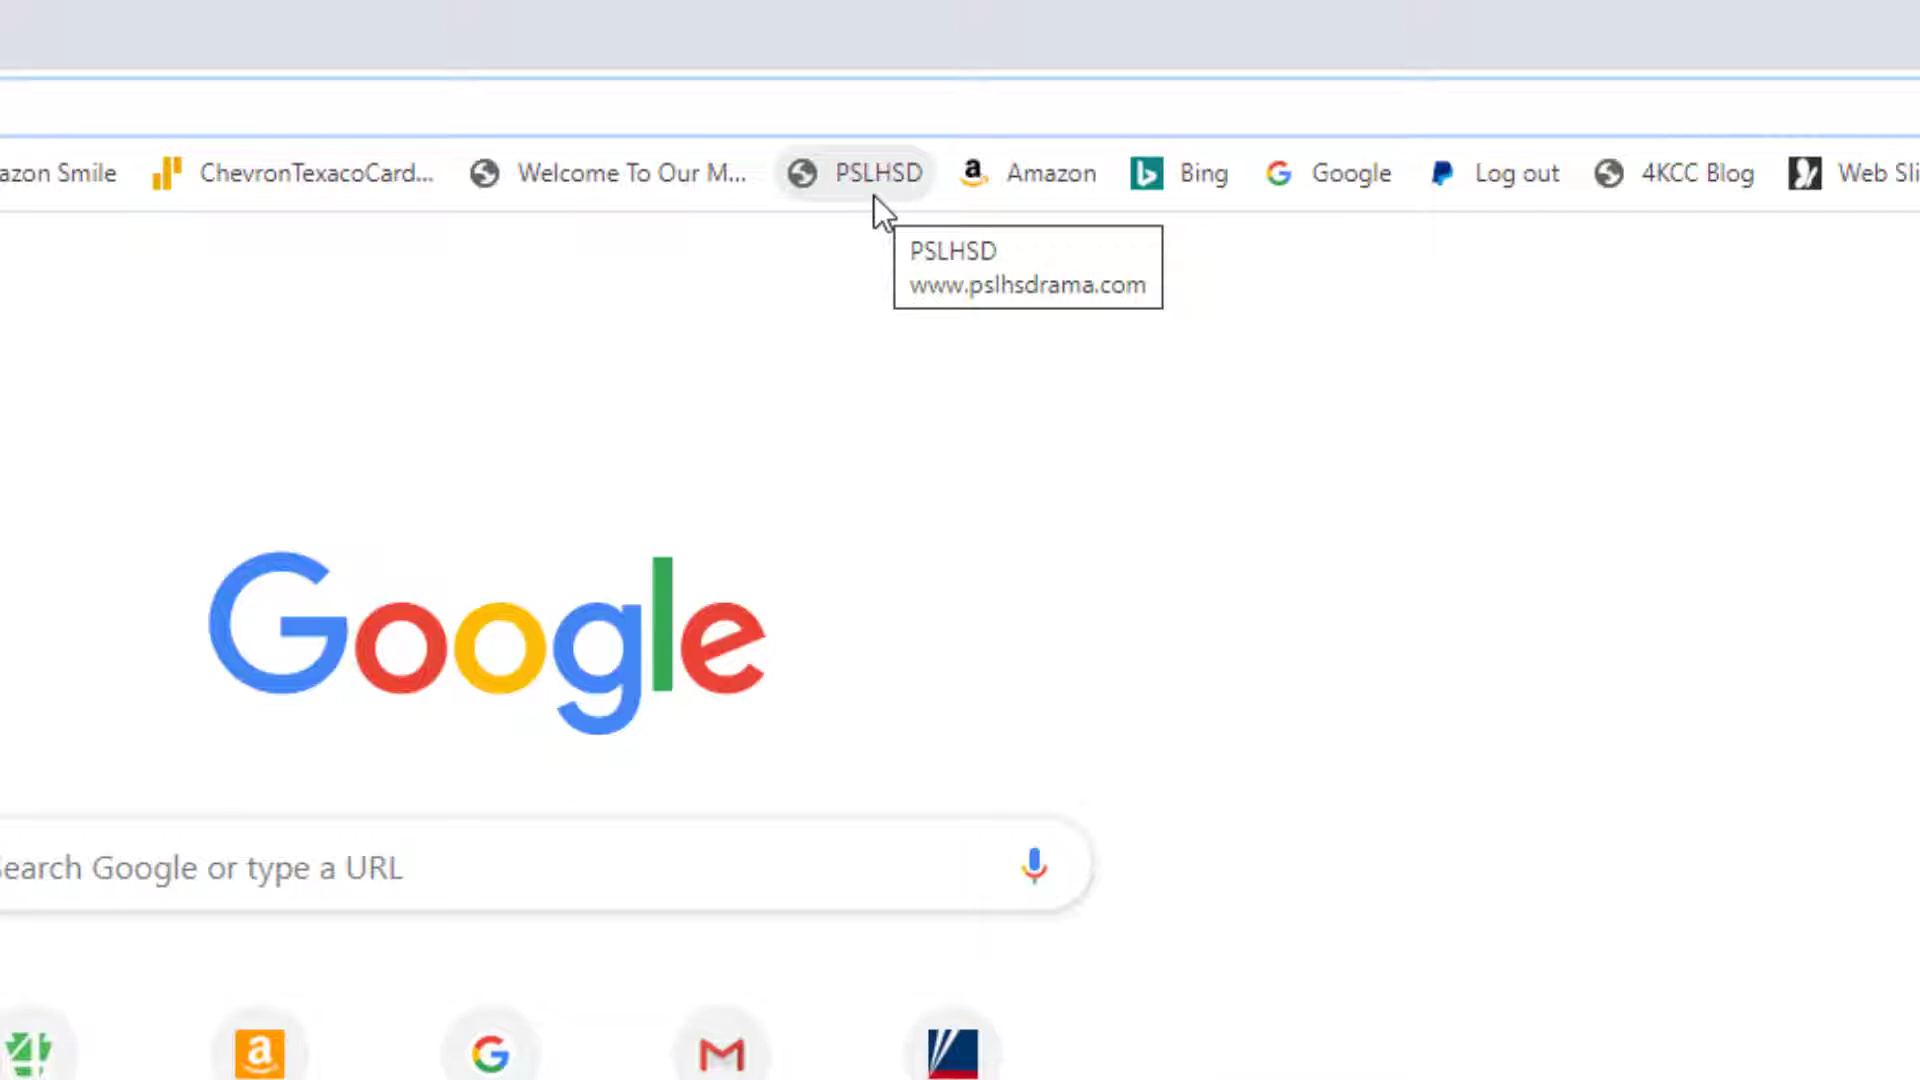 azon Smile ChevronTexacoCard... Welcome To Our M... PSLHSD Amazon Bing Google Log out 4KCC Blog Web Sli
PSLHSD
www.pslhsdrama.com
Google
Search Google or type a URL